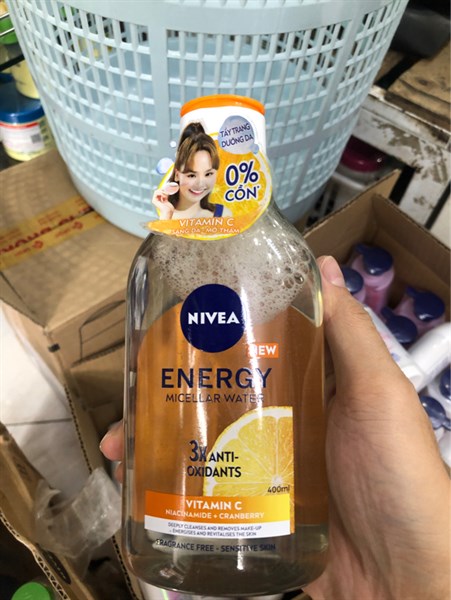 TẨY TRANG
DƯỠNG DA
0%
CỒN*
VITAMIN C
SÁNG DA - MỜ THÂM
NIVEA
NEW
ENERGY
MICELLAR WATER
3X ANTI-
OXIDANTS
400ml
VITAMIN C
NIACINAMIDE + CRANBERRY
DEEPLY CLEANSES AND REMOVES MAKE-UP
ENERGISES AND REVITALISES THE SKIN
FRAGRANCE FREE - SENSITIVE SKIN